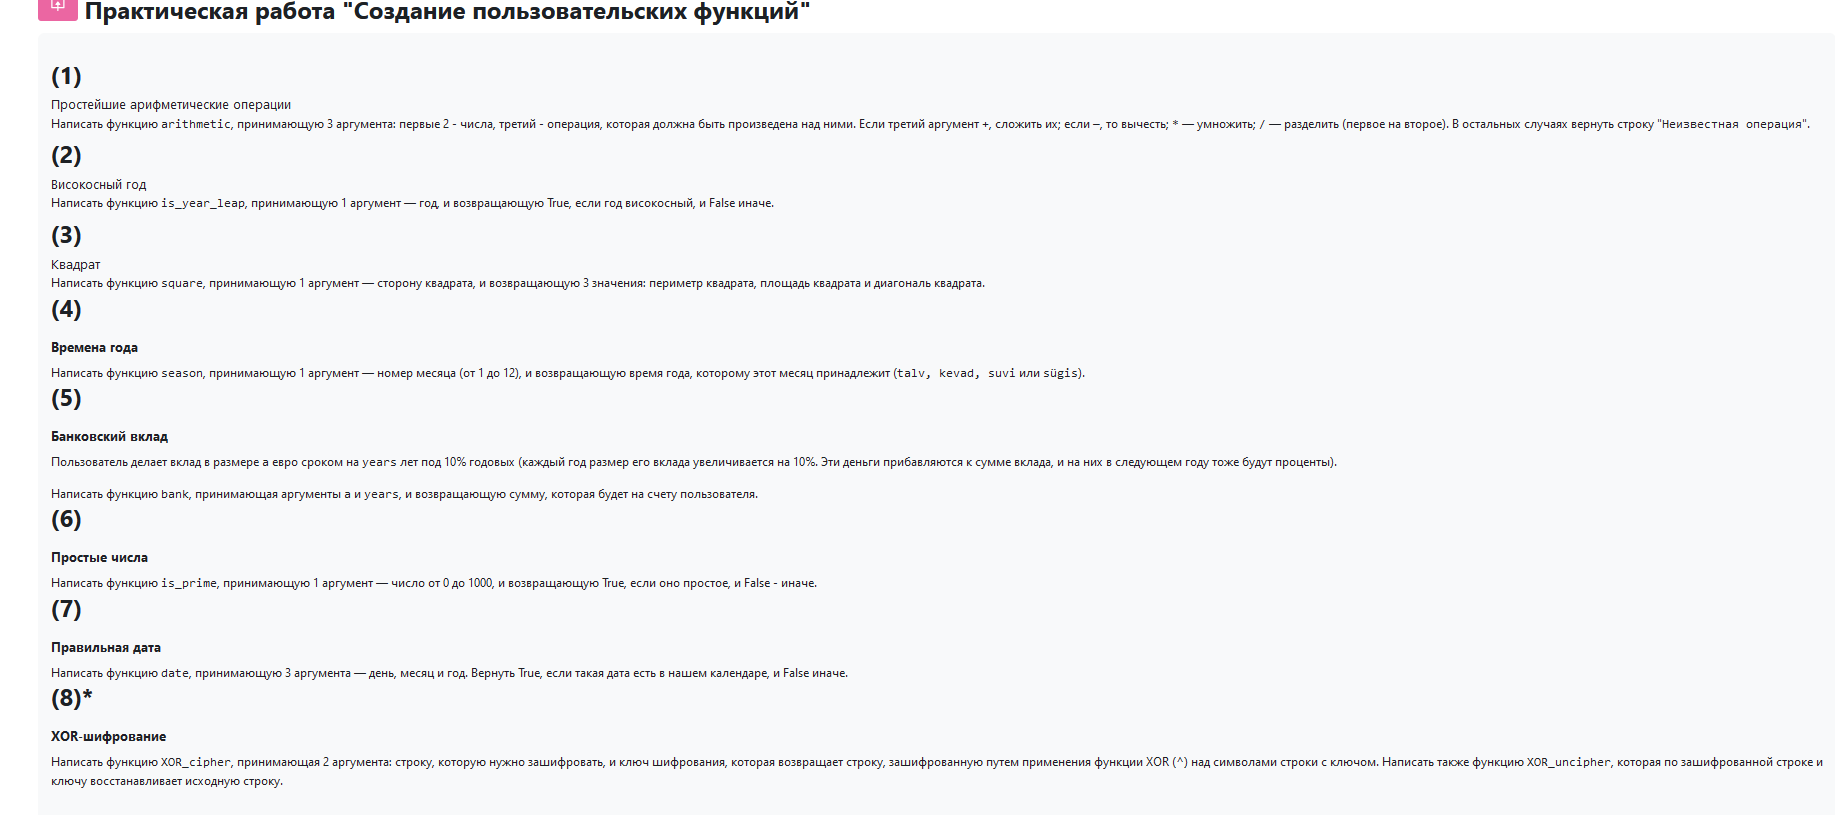 Практическая работа "Создание пользовательских функций"
(1)
Простейшие арифметические операции
Написать функцию arithmetic, принимающую 3 аргумента: первые 2 - числа, третий - операция, которая должна быть произведена над ними. Если третий аргумент +, сложить их; если —, то вычесть; * — умножить; / — разделить (первое на второе). В остальных случаях вернуть строку "Неизвестная операция".
(2)
Високосный год
Написать функцию is_year_leap, принимающую 1 аргумент — год, и возвращающую True, если год високосный, и False иначе.
(3)
Квадрат
Написать функцию square, принимающую 1 аргумент — сторону квадрата, и возвращающую 3 значения: периметр квадрата, площадь квадрата и диагональ квадрата.
(4)
Времена года
Написать функцию season, принимающую 1 аргумент — номер месяца (от 1 до 12), и возвращающую время года, которому этот месяц принадлежит (talv, kevad, suvi или sügis).
(5)
Банковский вклад
Пользователь делает вклад в размере a евро сроком на years лет под 10% годовых (каждый год размер его вклада увеличивается на 10%. Эти деньги прибавляются к сумме вклада, и на них в следующем году тоже будут проценты).
Написать функцию bank, принимающая аргументы a и years, и возвращающую сумму, которая будет на счету пользователя.
(6)
Простые числа
Написать функцию is_prime, принимающую 1 аргумент — число от 0 до 1000, и возвращающую True, если оно простое, и False - иначе.
(7)
Правильная дата
Написать функцию date, принимающую 3 аргумента — день, месяц и год. Вернуть True, если такая дата есть в нашем календаре, и False иначе.
(8)*
XOR-шифрование
Написать функцию XOR_cipher, принимающая 2 аргумента: строку, которую нужно зашифровать, и ключ шифрования, которая возвращает строку, зашифрованную путем применения функции XOR (^) над символами строки с ключом. Написать также функцию XOR_uncipher, которая по зашифрованной строке и
ключу восстанавливает исходную строку.